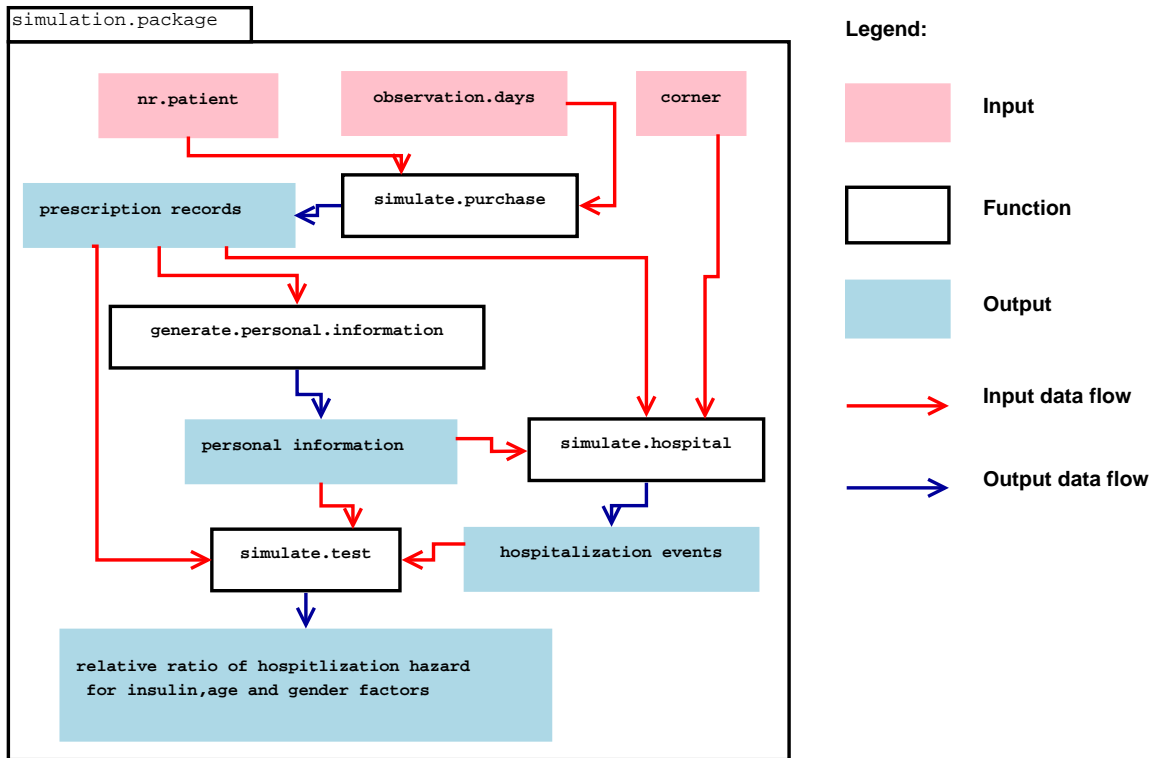 simulation.package
Legend:
nr.patient
observation.days
corner
Input
prescription records
simulate.purchase
Function
generate.personal.information
Output
personal information
simulate.hospital
Input data flow
simulate.test
hospitalization events
Output data flow
relative ratio of hospitlization hazard
for insulin,age and gender factors